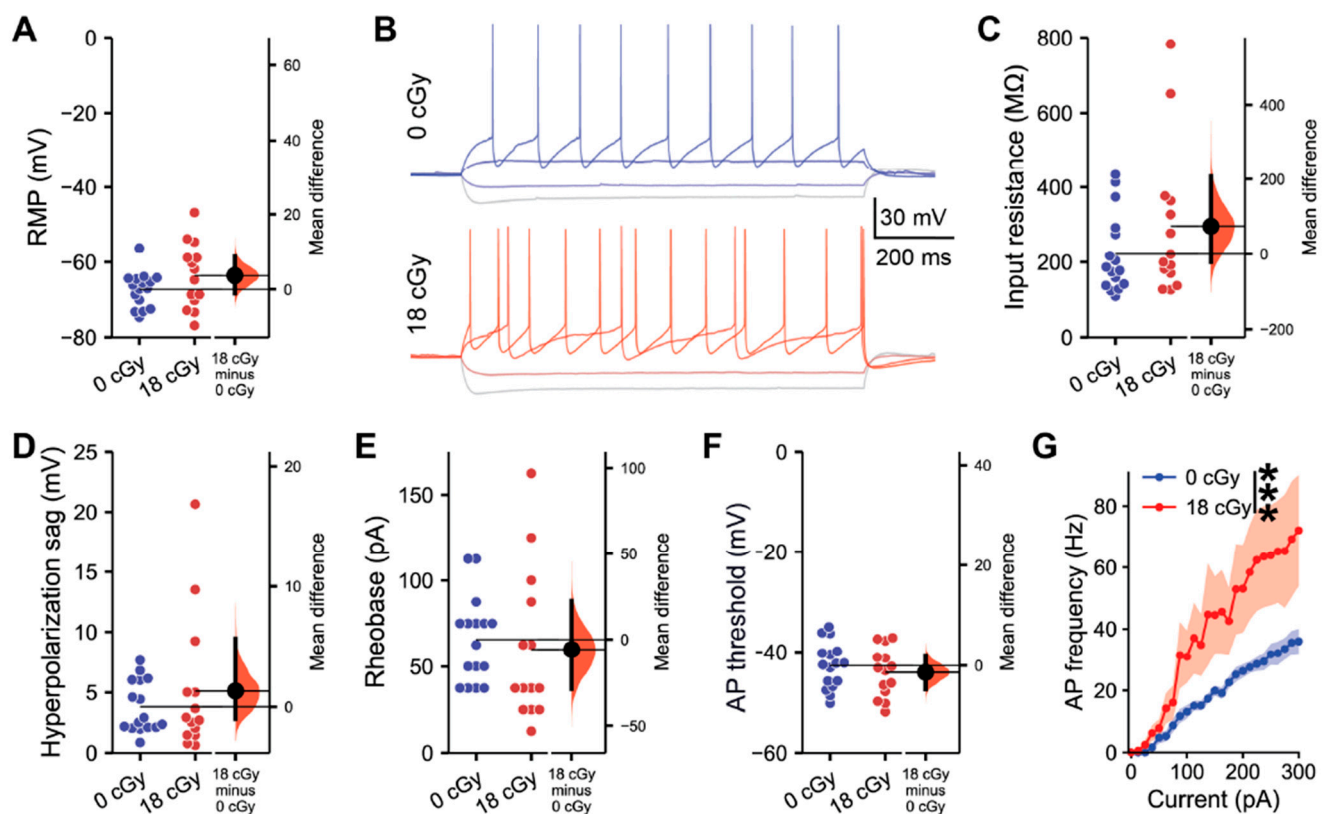 A
RMP (mV)
0
−20
−40
−60
−80
60
40
20
0
Mean difference
0 cGy
18 cGy
18 cGy
minus
0 cGy
B
0 cGy
18 cGy
30 mV
200 ms
C
Input resistance (MΩ)
800
600
400
200
0
400
200
0
−200
Mean difference
0 cGy
18 cGy
18 cGy
minus
0 cGy
D
Hyperpolarization sag (mV)
25
20
15
10
5
0
20
10
0
Mean difference
0 cGy
18 cGy
18 cGy
minus
0 cGy
E
Rheobase (pA)
150
100
50
0
100
50
0
−50
Mean difference
0 cGy
18 cGy
18 cGy
minus
0 cGy
F
AP threshold (mV)
0
−20
−40
−60
40
20
0
Mean difference
0 cGy
18 cGy
18 cGy
minus
0 cGy
G
AP frequency (Hz)
80
60
40
20
0
0 cGy
18 cGy
***
0
100
200
300
Current (pA)